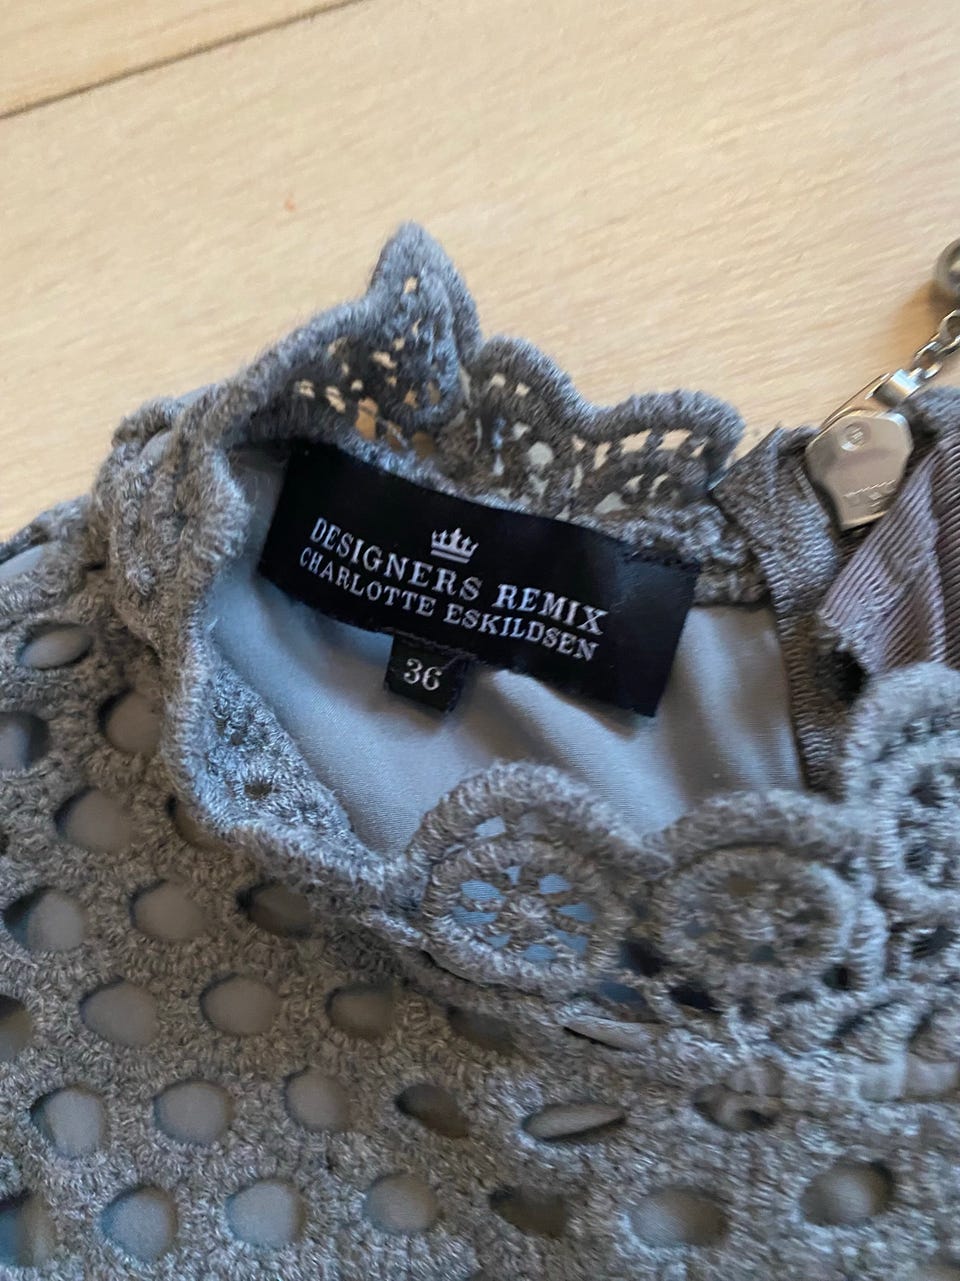 DESIGNERS REMIX
CHARLOTTE ESKILDSEN
36